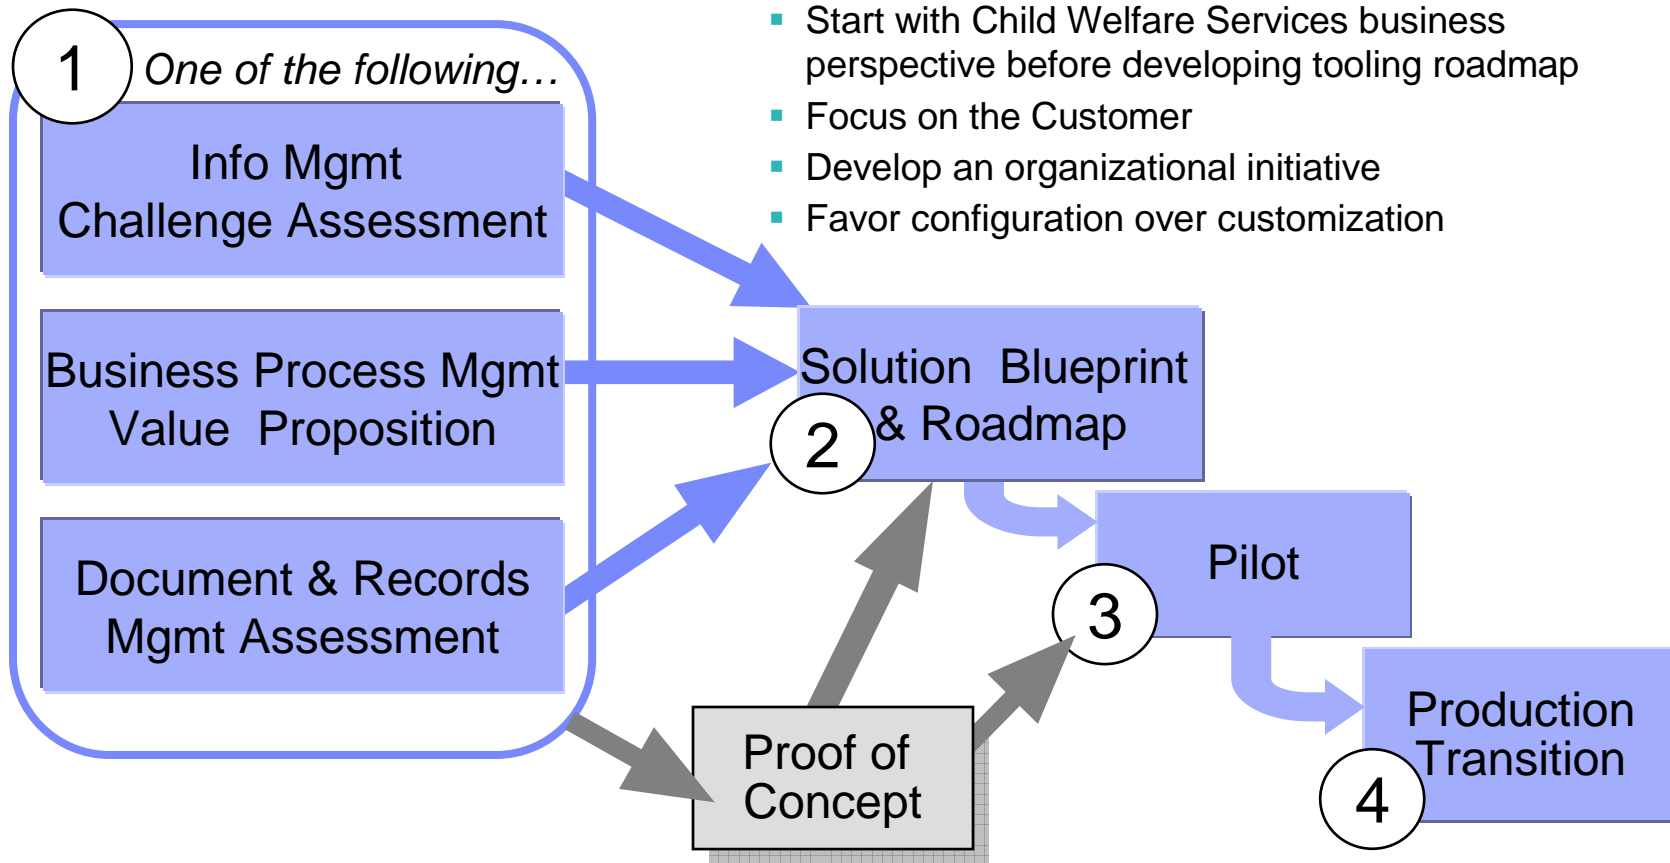 1
One of the following…
Info Mgmt
Challenge Assessment
Business Process Mgmt
Value Proposition
Document & Records
Mgmt Assessment
▪ Start with Child Welfare Services business
perspective before developing tooling roadmap
▪ Focus on the Customer
▪ Develop an organizational initiative
▪ Favor configuration over customization
Solution Blueprint
& Roadmap
2
Pilot
3
Proof of
Concept
Production
Transition
4